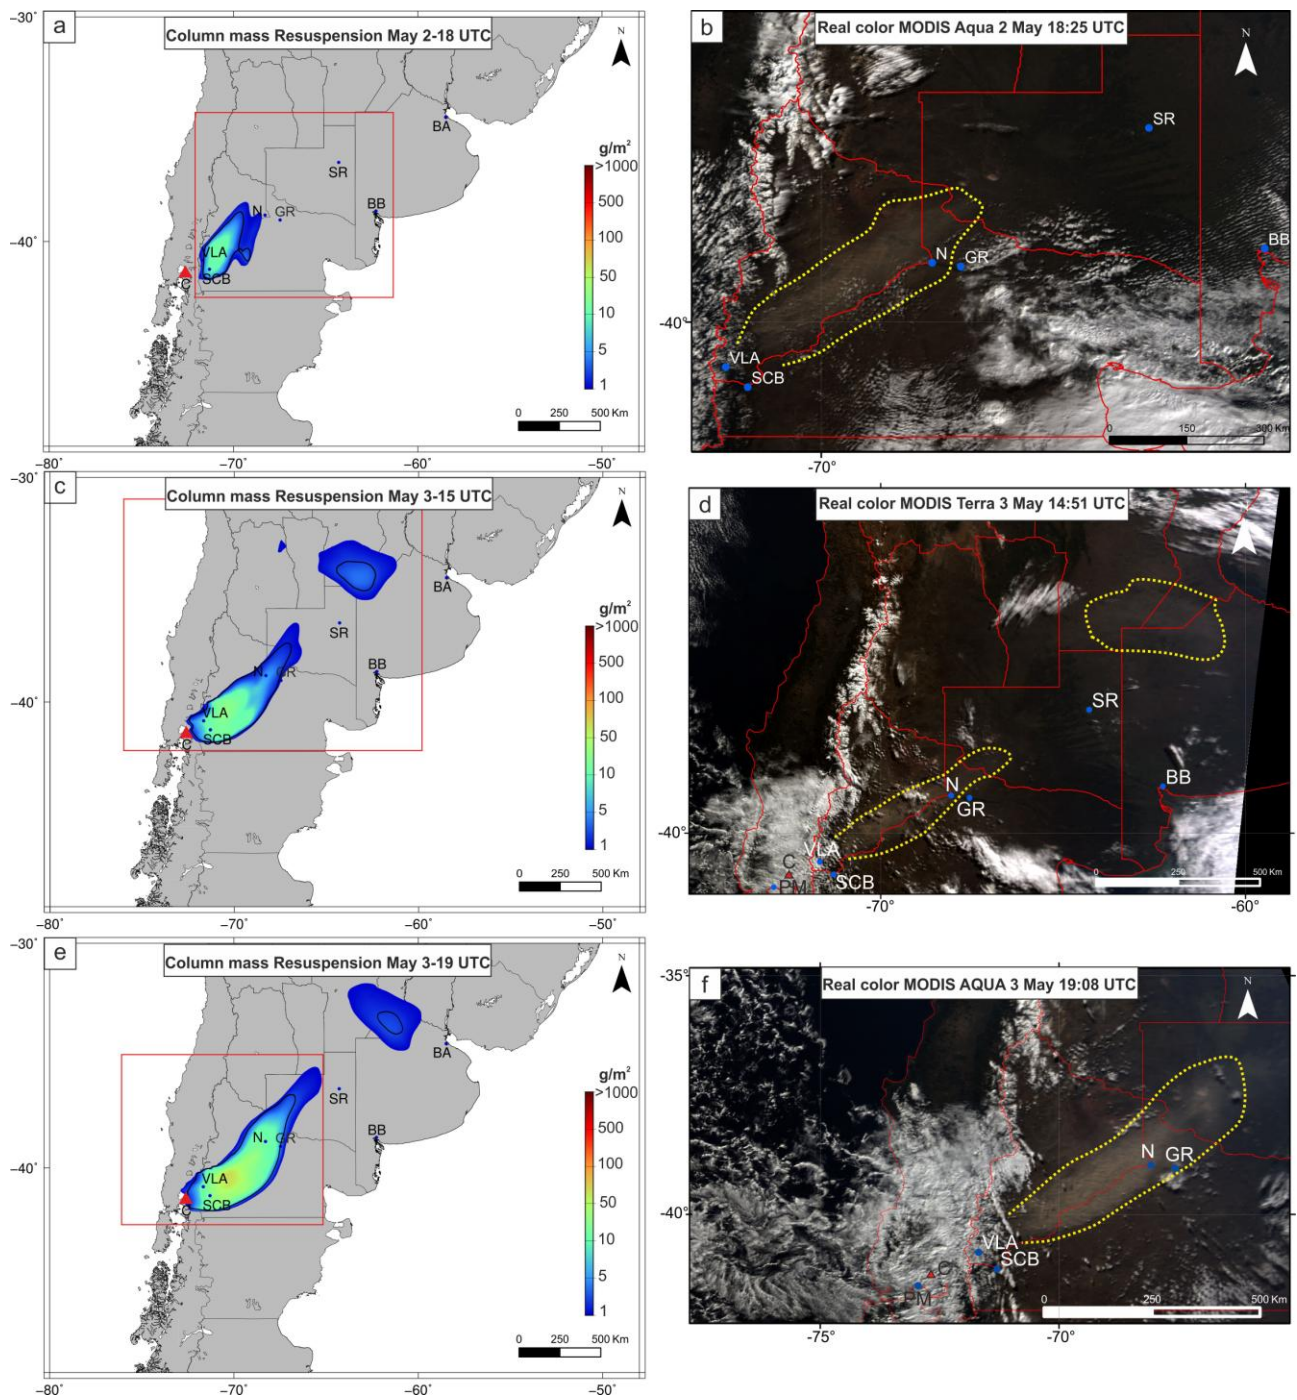 a
Column mass Resuspension May 2-18 UTC
N
−30˚
−40˚
BA
SR
BB
N
GR
VLA
SCB
C
g/m²
>1000
500
100
50
10
5
1
0 250 500 Km
−80˚ −70˚ −60˚ −50˚
b
Real color MODIS Aqua 2 May 18:25 UTC
N
SR
BB
N
GR
-40°
VLA
SCB
0 150 300 Km
-70°
c
Column mass Resuspension May 3-15 UTC
N
−30˚
−40˚
BA
SR
BB
N
GR
VLA
SCB
C
g/m²
>1000
500
100
50
10
5
1
0 250 500 Km
−80˚ −70˚ −60˚ −50˚
d
Real color MODIS Terra 3 May 14:51 UTC
N
SR
BB
N
GR
-40°
VLA
C
SCB
PM
0 250 500 Km
-70° -60°
e
Column mass Resuspension May 3-19 UTC
N
−30˚
−40˚
BA
SR
BB
N
GR
VLA
SCB
C
g/m²
>1000
500
100
50
10
5
1
0 250 500 Km
−80˚ −70˚ −60˚ −50˚
f
Real color MODIS AQUA 3 May 19:08 UTC
N
-35°
N
GR
-40°
VLA
SCB
C
PM
0 250 500 Km
-75° -70°